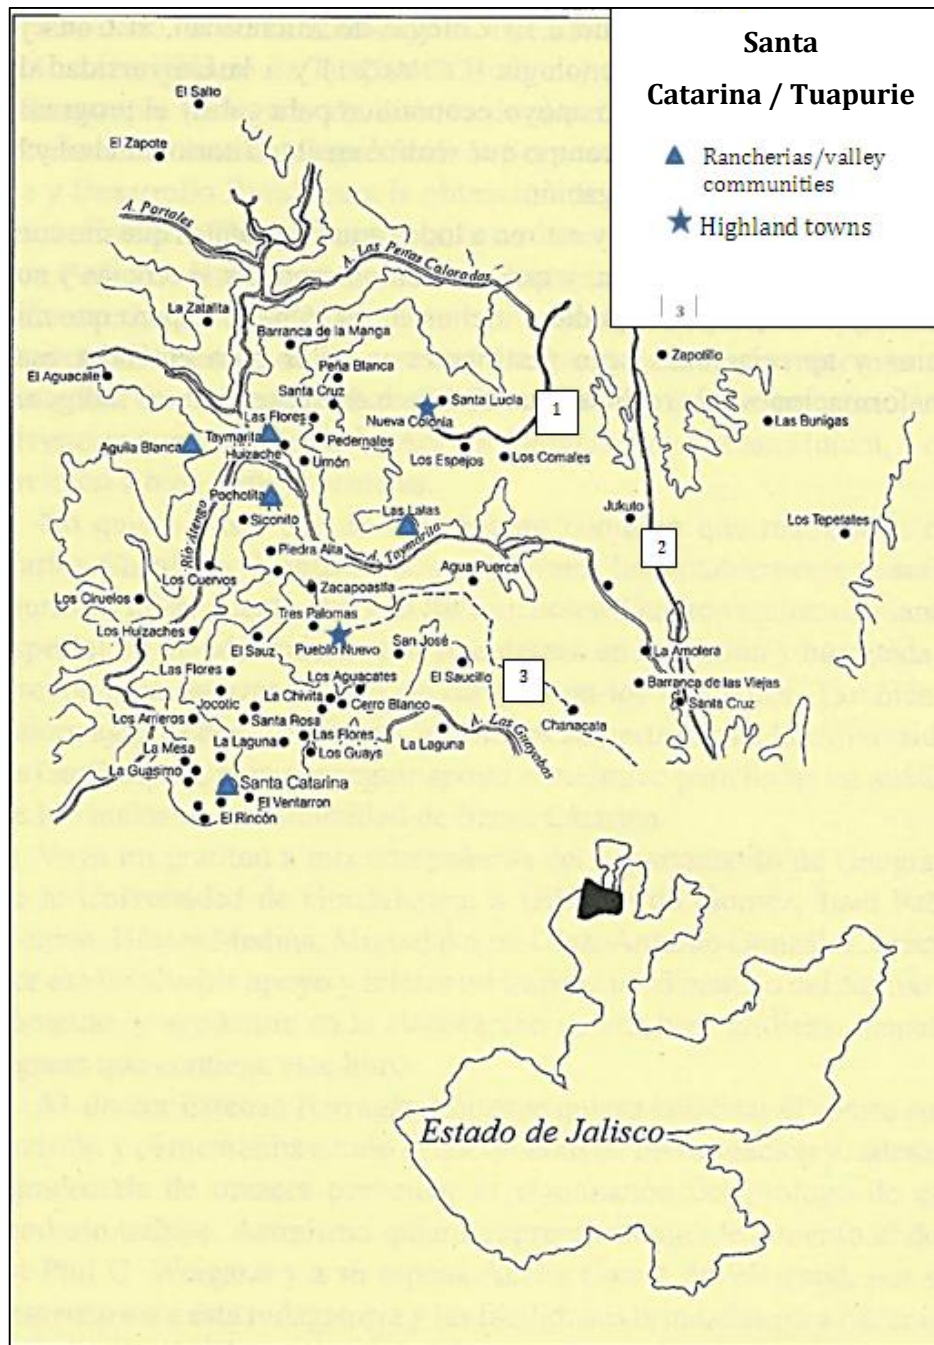 Santa
Catarina / Tuapurie
Rancherías/valley
communities
Highland towns
3
El Salto
El Zapote
A. Portales
A. Los Peñas Colorados
La Zatalita
Barranca de la Manga
Zapotillo
El Aguacale
Peña Blanca
Santa Cruz
Santa Lucla
1
Las Flores
Nueva Colonia
Las Bunigas
Taymarita
Pedernales
Aguila Blanca
Huizache
Los Espejos
Los Comales
Limón
Pocholita
Las Latas
Siconito
Jukuto
Los Tepetates
Río Atengo
A. Taymarita
2
Piedra Alta
Los Cuervos
Agua Puerca
Zacapoaslla
Los Ciruelos
Tres Palomas
Los Huizaches
El Sauz
Pueblo Nuevo
San José
La Amolera
Las Flores
Los Aguacates
El Saucillo
3
Barranca de las Viejas
Jocotic
La Chivita
Cerro Blanco
Santa Cruz
Los Arrieros
Santa Rosa
Chanacata
A. Las Guayabas
La Mesa
La Laguna
Las Flores
La Laguna
Los Guays
La Guasimo
Santa Catarina
El Ventarron
El Rincón
Estado de Jalisco